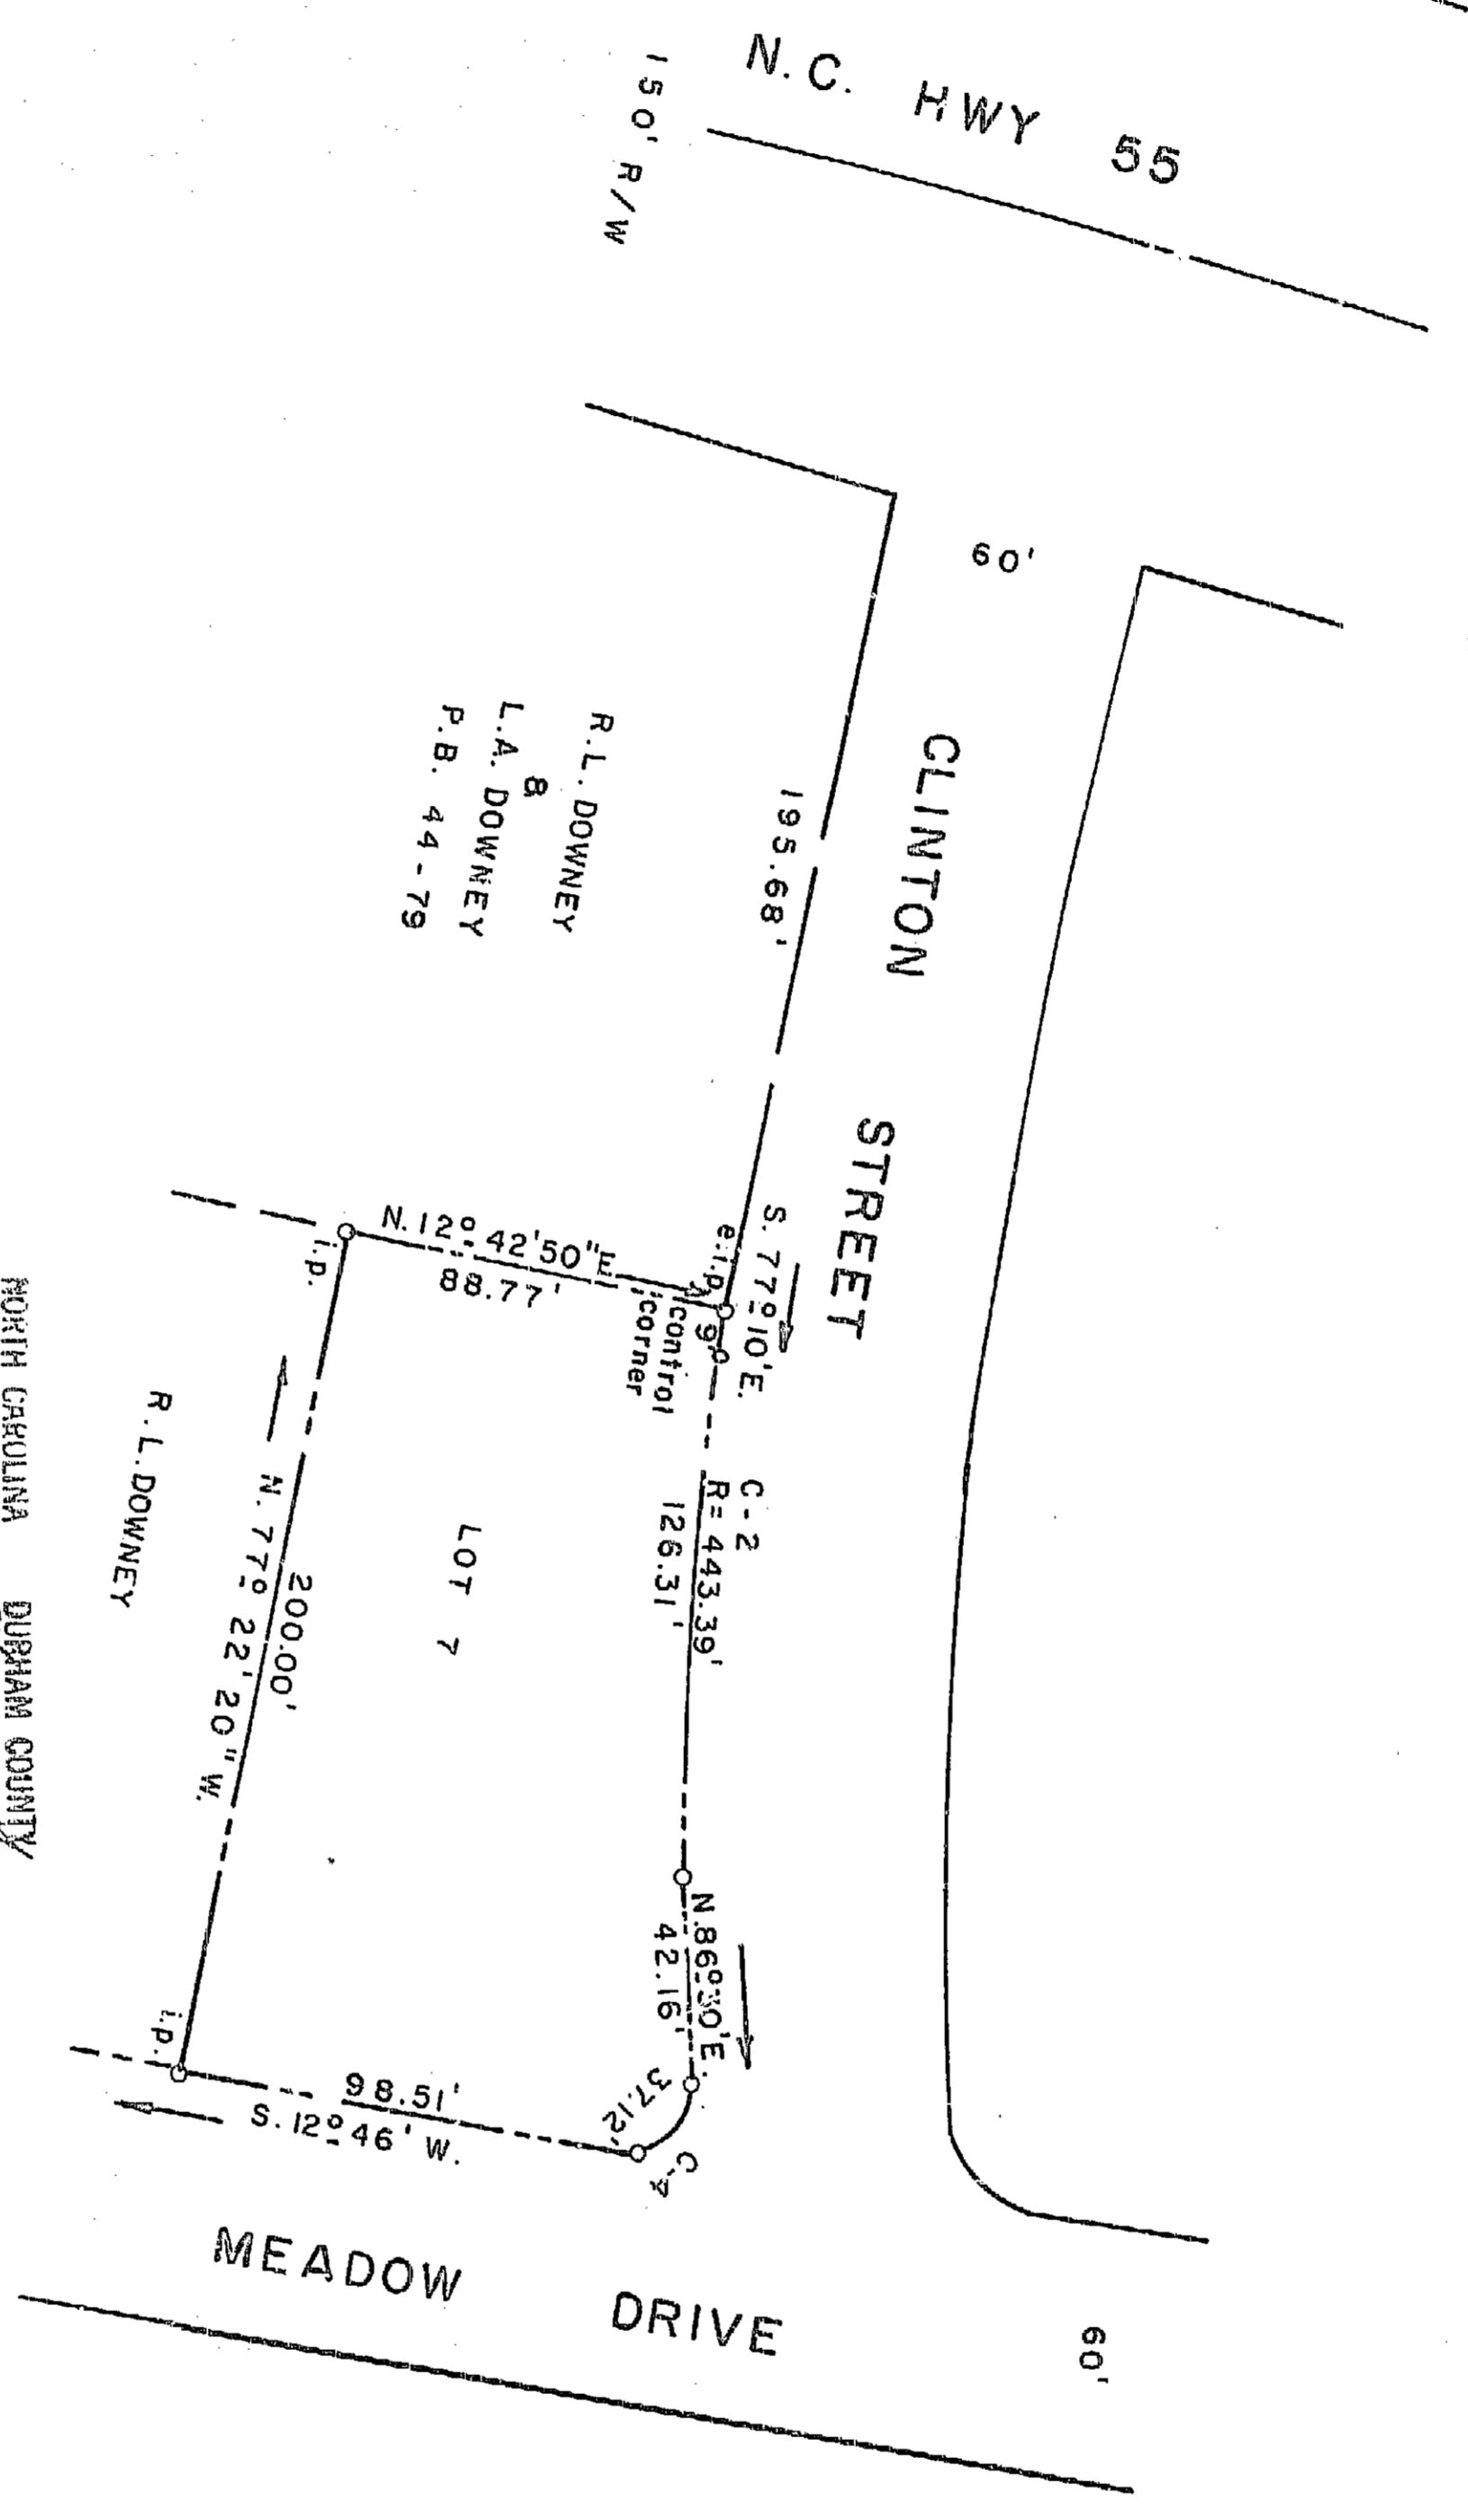 N.C. HWY 55
150' R/W
60'
CLINTON STREET
195.68'
R.L. DOWNEY
&
L.A. DOWNEY
P.B. 44-79
S. 77° 10' E.
e.i.p.
9.
control
corner
N. 12° 42' 50" E.
88.77'
i.p.
C-2
R= 443.39'
126.31'
LOT 7
200.00'
N. 77° 22' 20" W.
R.L. DOWNEY
N. 86° E.
42.16'
37.12'
i.p.
98.51'
S. 12° 46' W.
MEADOW DRIVE
60'
NORTH CAROLINA DURHAM COUNTY